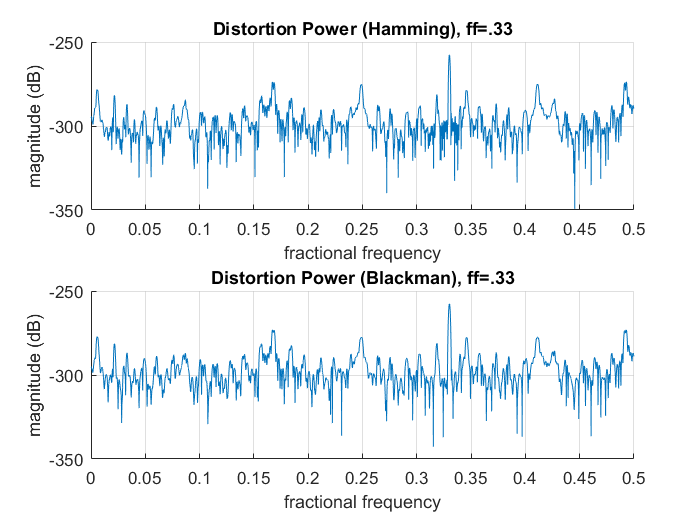 Distortion Power (Hamming), ff=.33
magnitude (dB)
-250
-300
-350
0 0.05 0.1 0.15 0.2 0.25 0.3 0.35 0.4 0.45 0.5
fractional frequency
Distortion Power (Blackman), ff=.33
magnitude (dB)
-250
-300
-350
0 0.05 0.1 0.15 0.2 0.25 0.3 0.35 0.4 0.45 0.5
fractional frequency